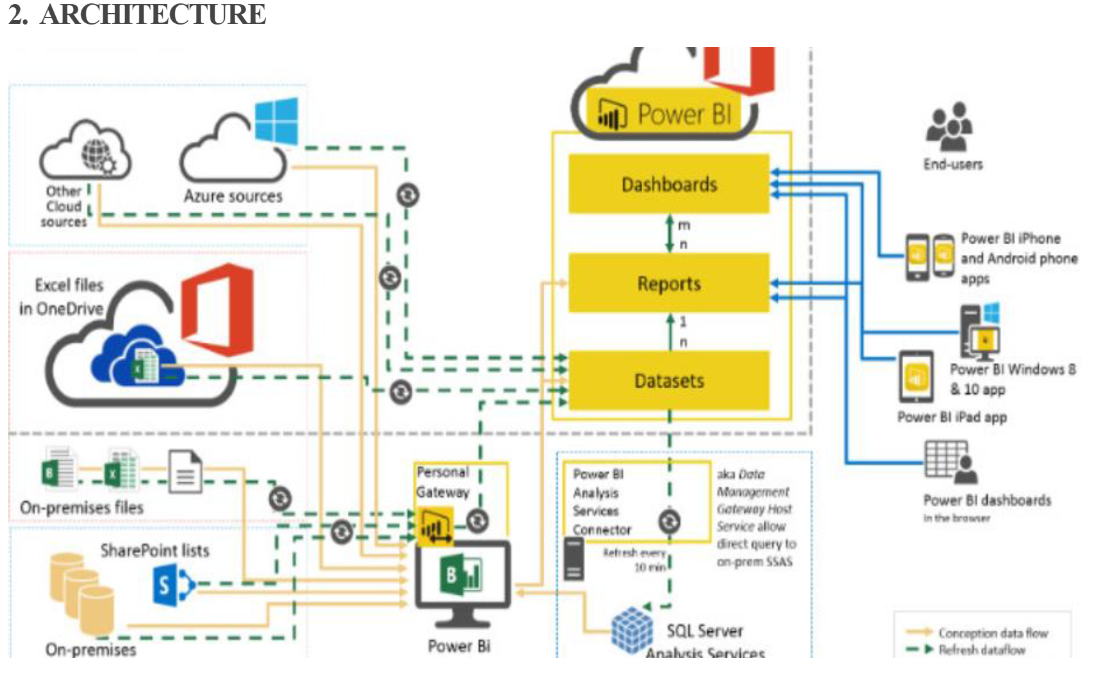 2. ARCHITECTURE
Power BI
Other
Cloud
sources
Azure sources
Dashboards
m
n
Reports
1
n
Datasets
End-users
Power BI iPhone
and Android phone
apps
Power BI Windows 8
& 10 app
Power BI iPad app
Power BI dashboards
in the browser
Excel files
in OneDrive
X
B
X
On-premises files
Personal
Gateway
Power BI
Analysis
Services
Connector
aka Data
Management
Gateway Host
Service allow
direct query to
on-prem SSAS
Refresh every
10 min
SharePoint lists
S
B
On-premises
Power Bi
SQL Server
Analysis Services
Conception data flow
Refresh dataflow